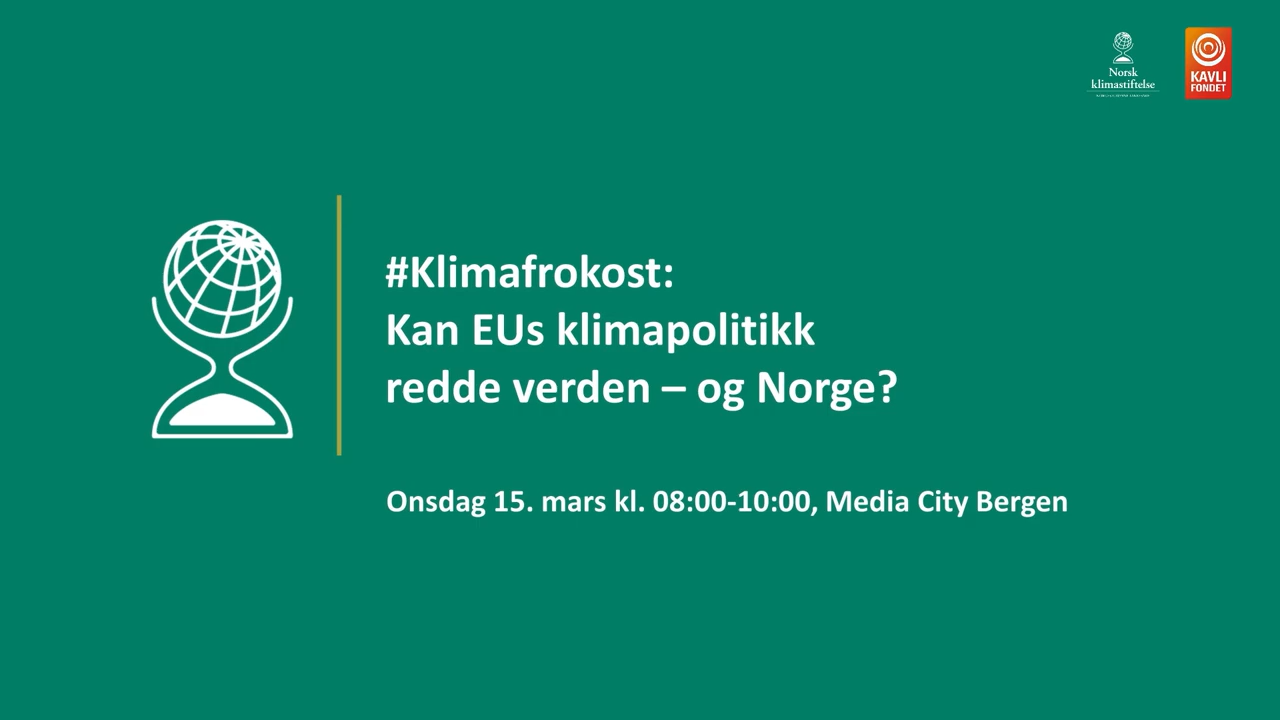 Norsk
klimastiftelse
KAVLI
FONDET
#Klimafrokost:
Kan EUs klimapolitikk
redde verden – og Norge?
Onsdag 15. mars kl. 08:00-10:00, Media City Bergen